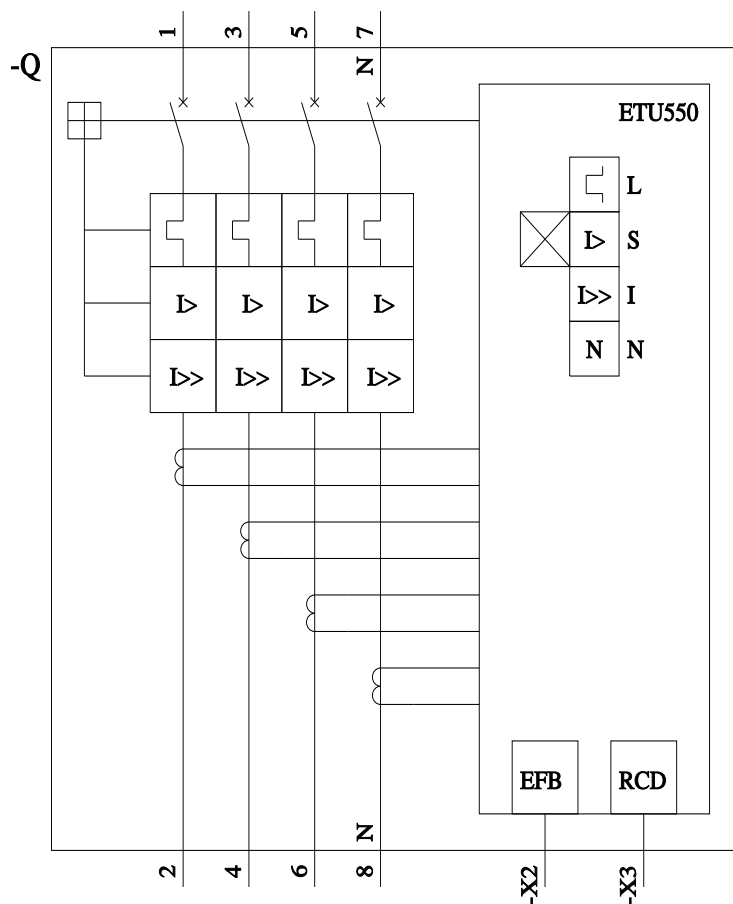 1 3 5 7
-Q N
ETU550
L
I> S
I>> I
N N
I> I> I> I>
I>> I>> I>> I>>
EFB RCD
N
2 4 6 8 -X2 -X3